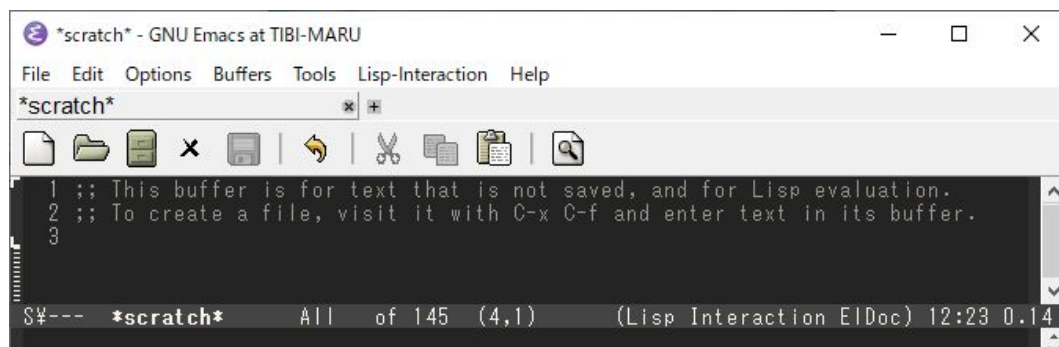 *scratch* - GNU Emacs at TIBI-MARU
File Edit Options Buffers Tools Lisp-Interaction Help
*scratch*
1 ;; This buffer is for text that is not saved, and for Lisp evaluation.
2 ;; To create a file, visit it with C-x C-f and enter text in its buffer.
3
S¥--- *scratch* All of 145 (4,1) (Lisp Interaction ElDoc) 12:23 0.14